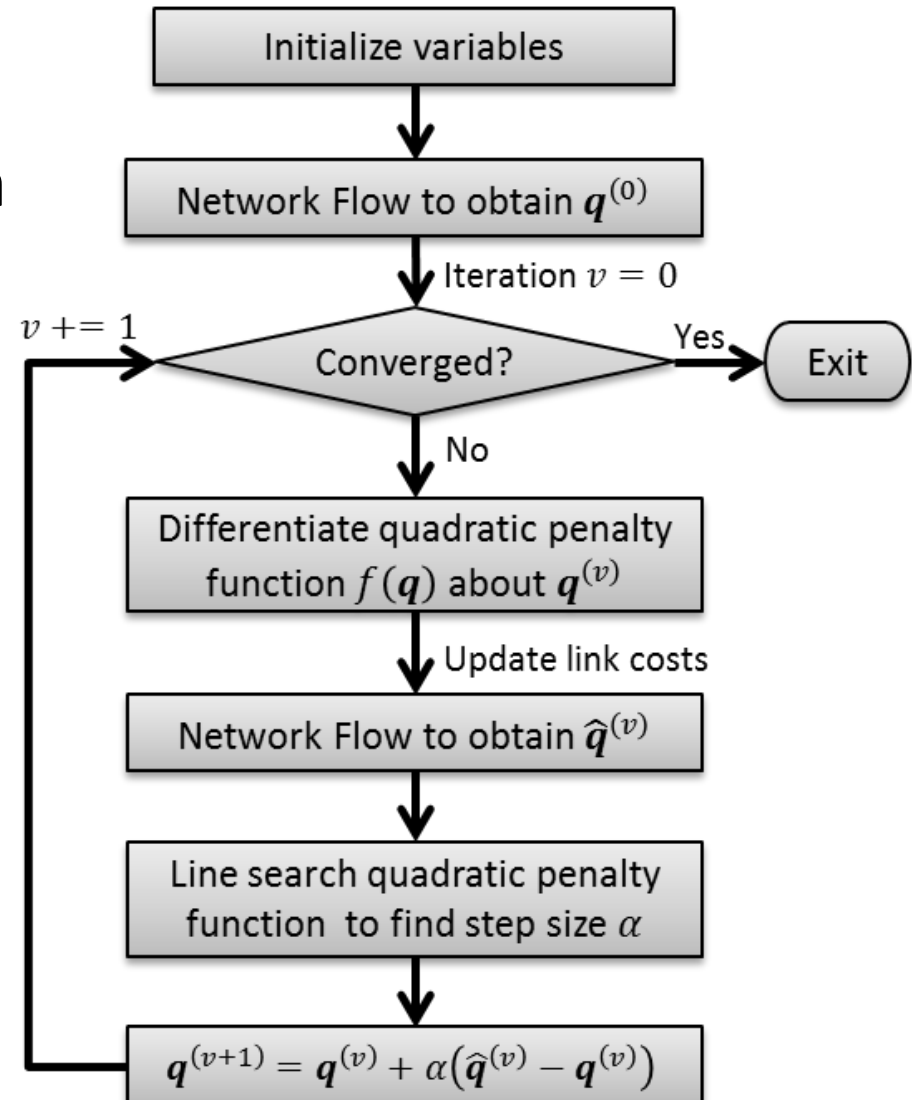 Initialize variables
n
Network Flow to obtain q⁽⁰⁾
Iteration v = 0
v += 1
Converged?
Yes
Exit
No
Differentiate quadratic penalty
function f(q) about q⁽ᵛ⁾
Update link costs
Network Flow to obtain q̂⁽ᵛ⁾
Line search quadratic penalty
function to find step size α
q⁽ᵛ⁺¹⁾ = q⁽ᵛ⁾ + α(q̂⁽ᵛ⁾ − q⁽ᵛ⁾)